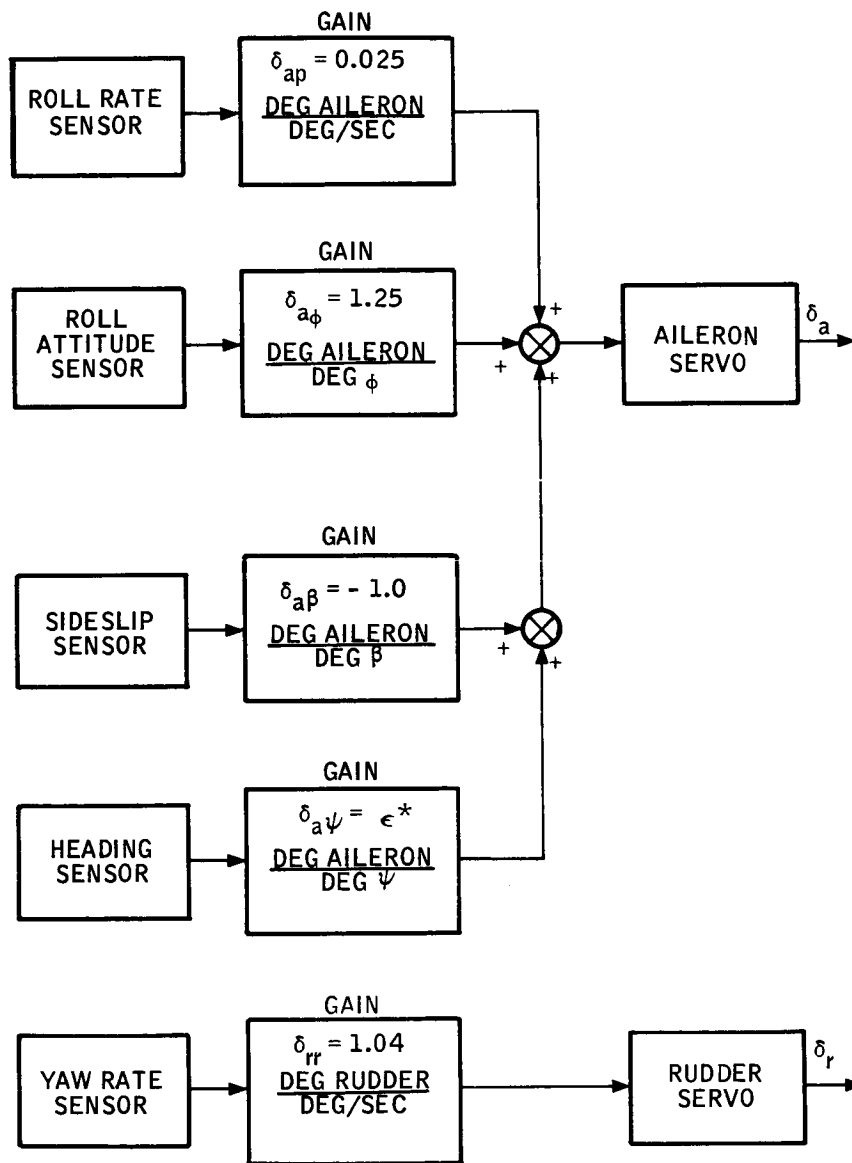 GAIN
ROLL RATE
SENSOR
δap = 0.025
DEG AILERON
DEG/SEC
+
GAIN
ROLL
ATTITUDE
SENSOR
δaϕ = 1.25
DEG AILERON
DEG ϕ
+
+
AILERON
SERVO
δa
GAIN
SIDESLIP
SENSOR
δaβ = - 1.0
DEG AILERON
DEG β
+
+
GAIN
HEADING
SENSOR
δaψ = ϵ*
DEG AILERON
DEG ψ
GAIN
YAW RATE
SENSOR
δrr = 1.04
DEG RUDDER
DEG/SEC
RUDDER
SERVO
δr